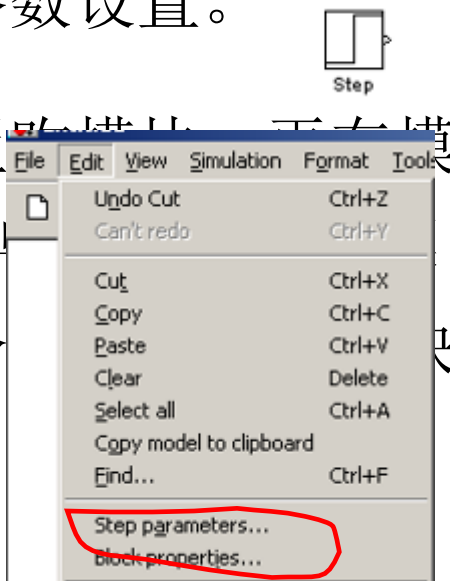 数设置。
Step
File Edit View Simulation Format Tools
Undo Cut Ctrl+Z
Can't redo Ctrl+Y
Cut Ctrl+X
Copy Ctrl+C
Paste Ctrl+V
Clear Delete
Select all Ctrl+A
Copy model to clipboard
Find... Ctrl+F
Step parameters...
Block properties...